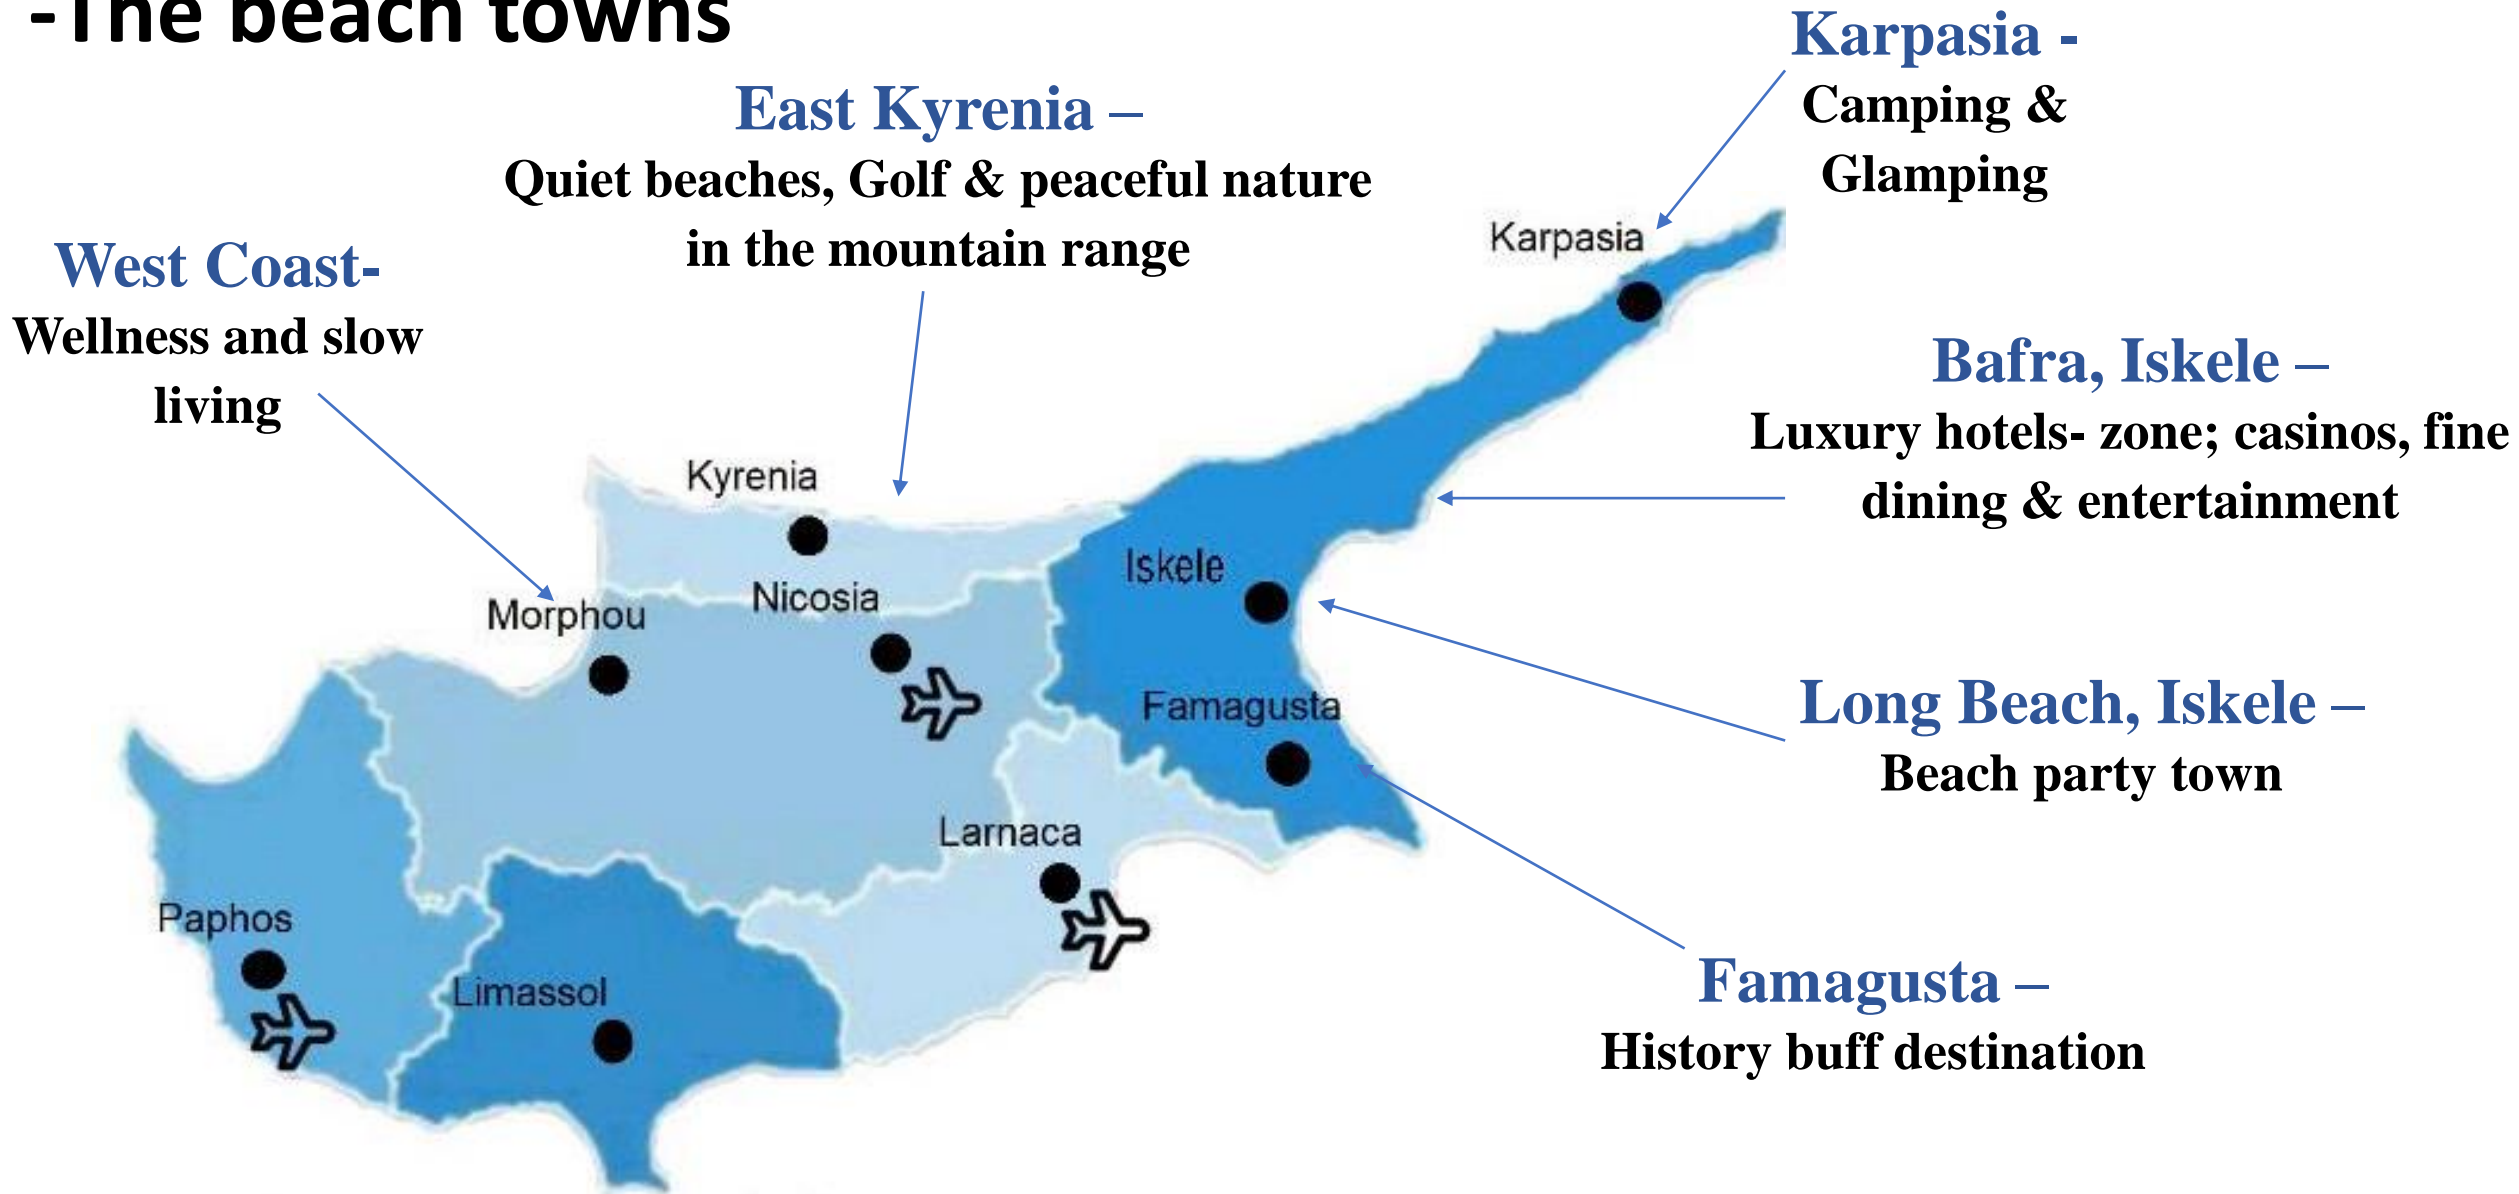 -The beach towns
Karpasia -
Camping &
Glamping
East Kyrenia –
Quiet beaches, Golf & peaceful nature
in the mountain range
West Coast-
Wellness and slow
living
Karpasia
Bafra, Iskele –
Luxury hotels- zone; casinos, fine
dining & entertainment
Kyrenia
Iskele
Nicosia
Morphou
Famagusta
Long Beach, Iskele –
Beach party town
Larnaca
Paphos
Limassol
Famagusta –
History buff destination